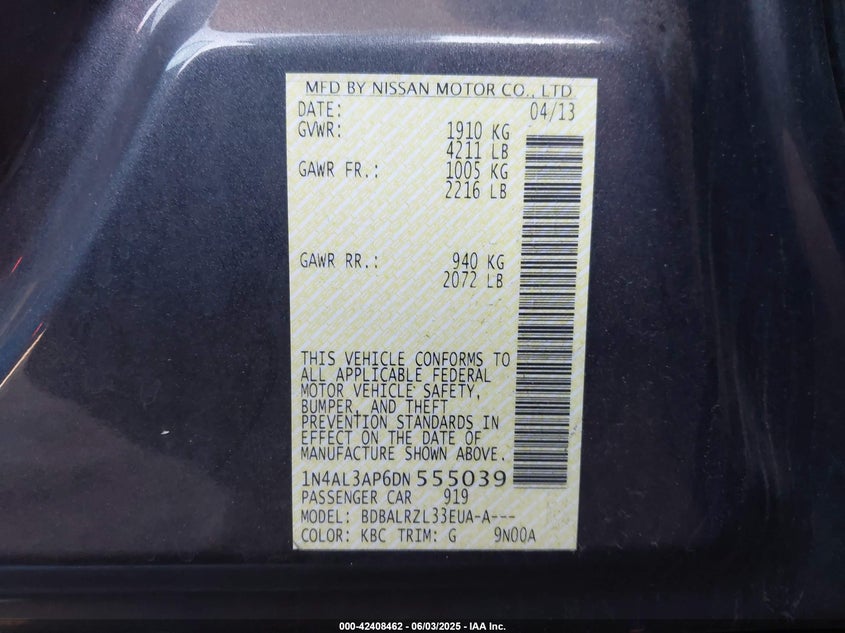 MFD BY NISSAN MOTOR CO., LTD
DATE: 04/13
GVWR: 1910 KG
4211 LB
GAWR FR.: 1005 KG
2216 LB
GAWR RR.: 940 KG
2072 LB
THIS VEHICLE CONFORMS TO
ALL APPLICABLE FEDERAL
MOTOR VEHICLE SAFETY,
BUMPER, AND THEFT
PREVENTION STANDARDS IN
EFFECT ON THE DATE OF
MANUFACTURE SHOWN ABOVE.
1N4AL3AP6DN 555039
PASSENGER CAR 919
MODEL: BDBALRZL33EUA-A---
COLOR: KBC TRIM: G 9N00A
000-42408462 - 06/03/2025 - IAA Inc.